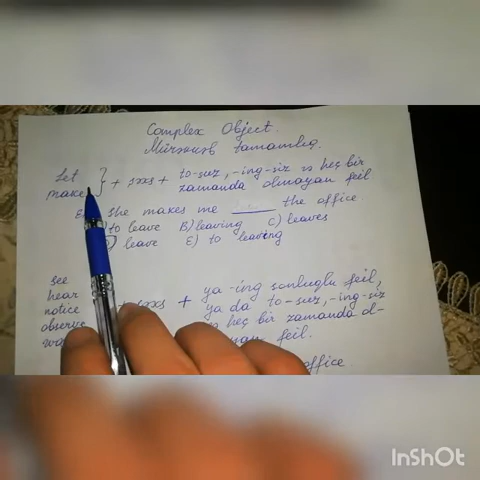 Complex Object.
Mürəkkəb tamamlıq.
Let
make } + şəxs + to-suz, -ing-siz və heç bir
zamanda olmayan feil
She makes me ____ the office
to leave B) leaving C) leaves
leave E) to leaving
see
hear
notice
observe
şəxs + ya -ing sonluqlu feil,
ya da to-suz, -ing-siz
heç bir zamanda ol-
feil.
office
InShOt